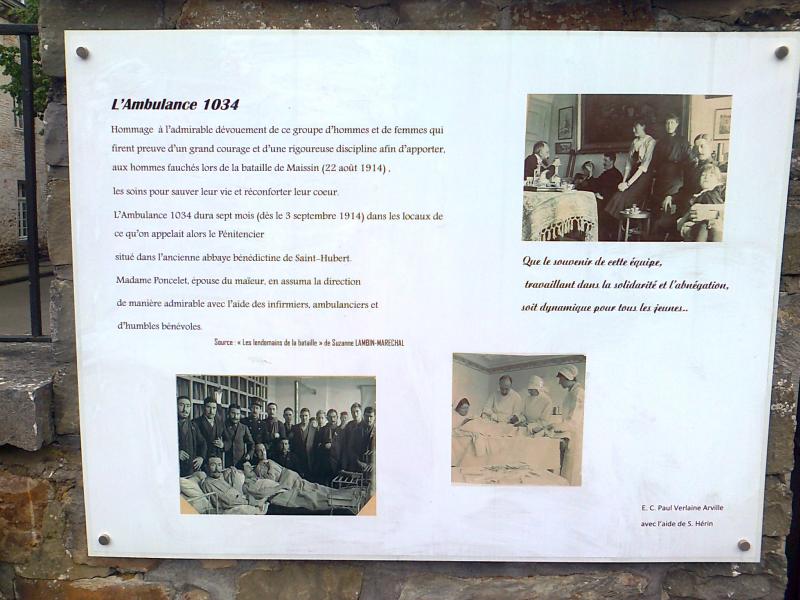 L'Ambulance 1034
Hommage à l'admirable dévouement de ce groupe d'hommes et de femmes qui
firent preuve d'un grand courage et d'une rigoureuse discipline afin d'apporter,
aux hommes fauchés lors de la bataille de Maissin (22 août 1914) ,
les soins pour sauver leur vie et réconforter leur coeur.
L'Ambulance 1034 dura sept mois (dès le 3 septembre 1914) dans les locaux de
ce qu'on appelait alors le Pénitencier
situé dans l'ancienne abbaye bénédictine de Saint-Hubert.
Madame Poncelet, épouse du maïeur, en assuma la direction
de manière admirable avec l'aide des infirmiers, ambulanciers et
d'humbles bénévoles.
Source : « Les lendemains de la bataille » de Suzanne LAMBIN-MARECHAL
Que le souvenir de cette équipe,
travaillant dans la solidarité et l'abnégation,
soit dynamique pour tous les jeunes..
E. C. Paul Verlaine Arville
avec l'aide de S. Hérin